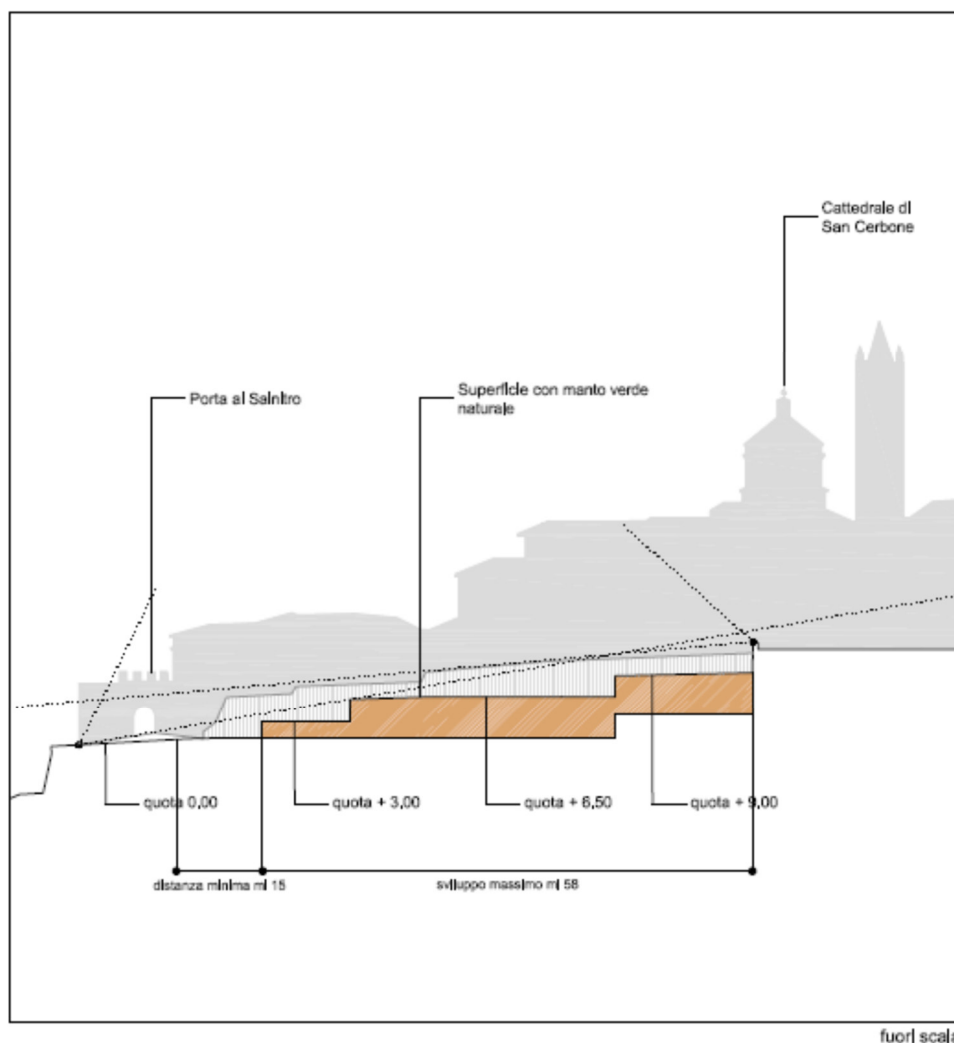 Cattedrale di
San Cerbone
Porta al Salnitro
Superficie con manto verde
naturale
quota 0,00
quota + 3,00
quota + 6,50
quota + 9,00
distanza minima ml 15
sviluppo massimo ml 58
fuori scala